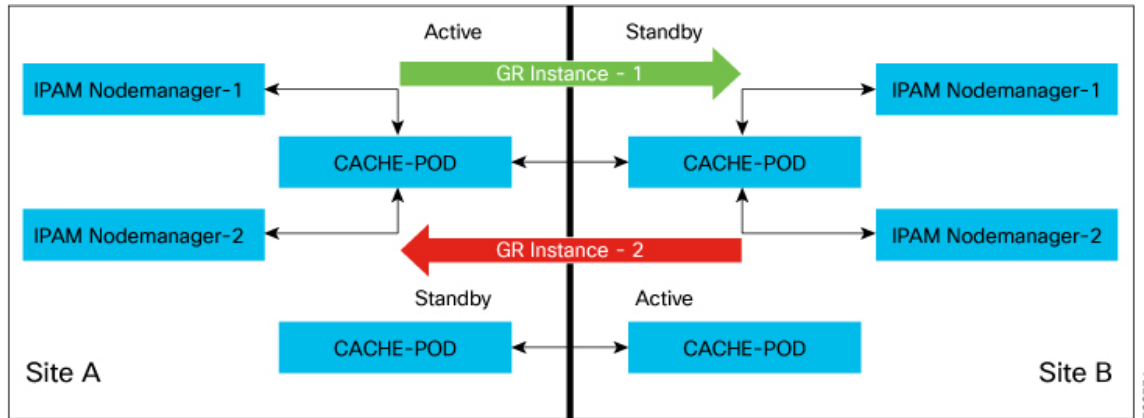 Active
Standby
GR Instance - 1
IPAM Nodemanager-1
IPAM Nodemanager-1
CACHE-POD
CACHE-POD
IPAM Nodemanager-2
IPAM Nodemanager-2
GR Instance - 2
Standby
Active
CACHE-POD
CACHE-POD
Site A
Site B